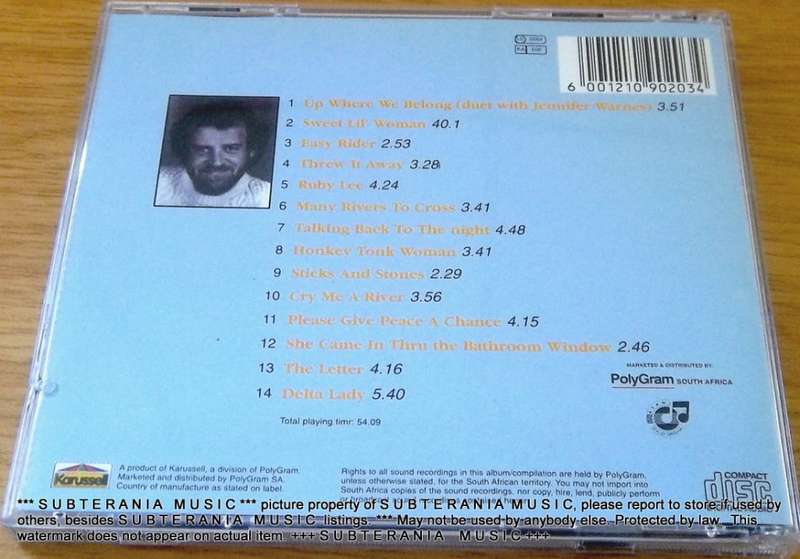 6 001210 902034
1 Up Where We Belong (duet with Jennifer Warnes) 3.51
2 Sweet Lil' Woman 40.1
3 Easy Rider 2.53
4 Threw It Away 3.28
5 Ruby Lee 4.24
6 Many Rivers To Cross 3.41
7 Talking Back To The night 4.48
8 Honkey Tonk Woman 3.41
9 Sticks And Stones 2.29
10 Cry Me A River 3.56
11 Please Give Peace A Chance 4.15
12 She Came In Thru the Bathroom Window 2.46
13 The Letter 4.16
14 Delta Lady 5.40
Total playing timr: 54.09
MARKETED & DISTRIBUTED BY:
PolyGram SOUTH AFRICA
Karussell
A product of Karussell, a division of PolyGram.
Marketed and distributed by PolyGram SA.
Country of manufacture as stated on label.
Rights to all sound recordings in this album/compilation are held by PolyGram,
unless otherwise stated, for the South African territory. You may not import into
South Africa copies of the sound recordings, nor copy, hire, lend, publicly perform
or broadcast sound recordings contained hereon.
COMPACT
disc
*** S U B T E R A N I A M U S I C *** picture property of S U B T E R A N I A M U S I C, please report to store if used by
others, besides S U B T E R A N I A M U S I C listings. *** May not be used by anybody else. Protected by law. This
watermark does not appear on actual item. +++ S U B T E R A N I A M U S I C +++